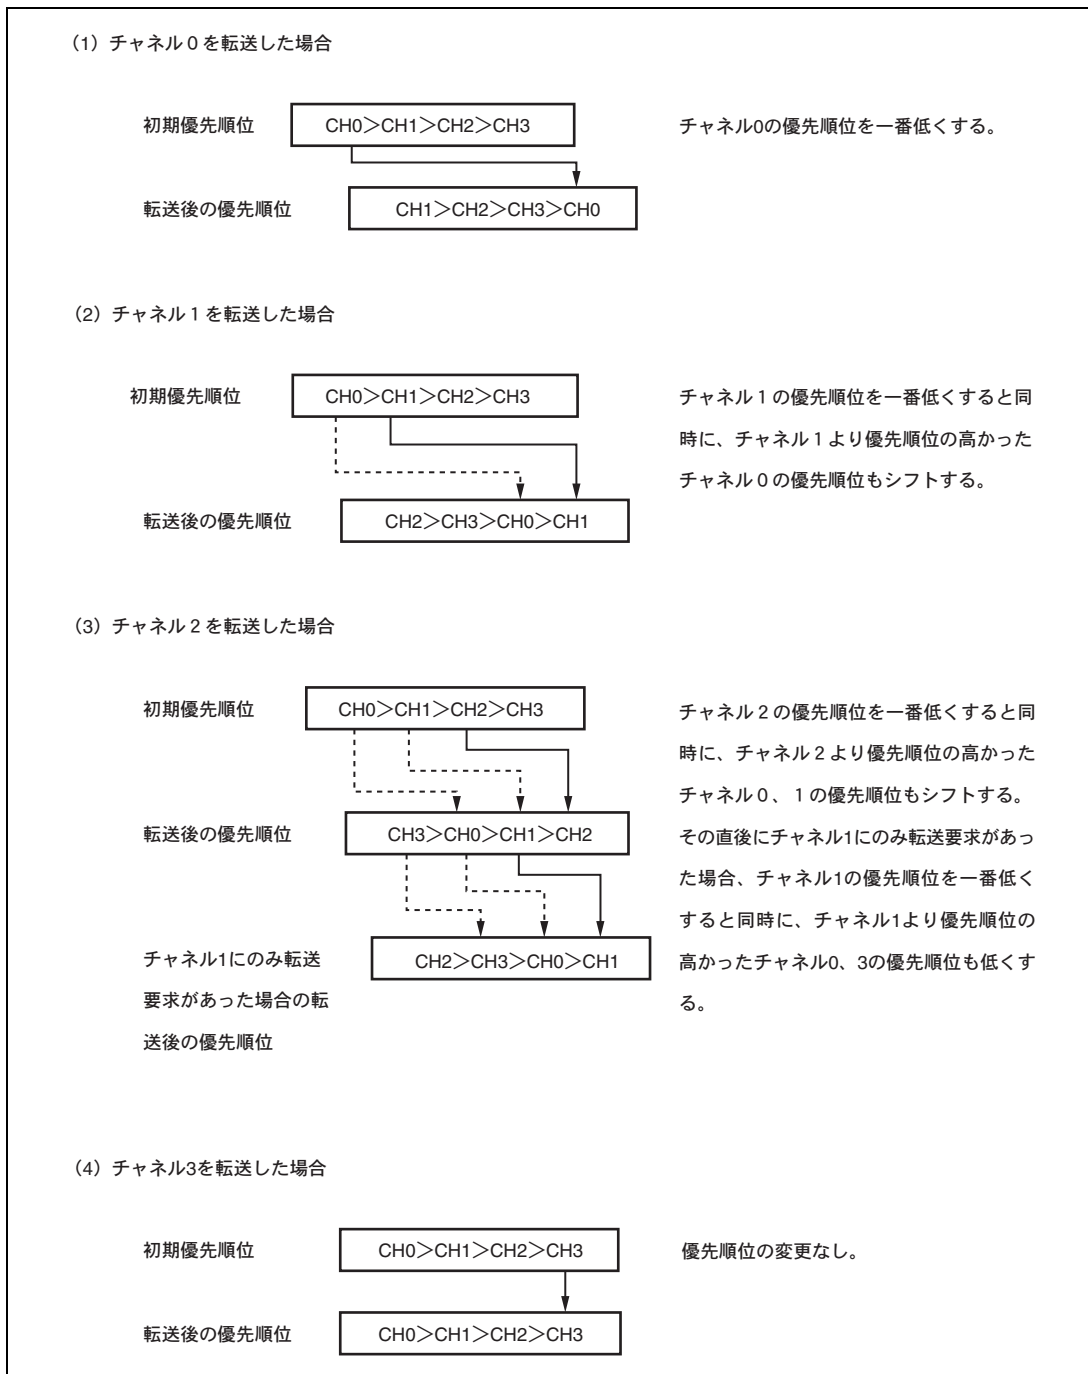 (1) チャネル０を転送した場合
初期優先順位
CH0＞CH1＞CH2＞CH3
チャネル0の優先順位を一番低くする。
転送後の優先順位
CH1＞CH2＞CH3＞CH0
(2) チャネル１を転送した場合
初期優先順位
CH0＞CH1＞CH2＞CH3
チャネル１の優先順位を一番低くすると同
時に、チャネル１より優先順位の高かった
チャネル０の優先順位もシフトする。
転送後の優先順位
CH2＞CH3＞CH0＞CH1
(3) チャネル２を転送した場合
初期優先順位
CH0＞CH1＞CH2＞CH3
チャネル２の優先順位を一番低くすると同
時に、チャネル２より優先順位の高かった
チャネル０、１の優先順位もシフトする。
転送後の優先順位
CH3＞CH0＞CH1＞CH2
その直後にチャネル1にのみ転送要求があっ
た場合、チャネル1の優先順位を一番低く
すると同時に、チャネル1より優先順位の
高かったチャネル0、3の優先順位も低くす
る。
チャネル1にのみ転送
要求があった場合の転
送後の優先順位
CH2＞CH3＞CH0＞CH1
(4) チャネル3を転送した場合
初期優先順位
CH0＞CH1＞CH2＞CH3
優先順位の変更なし。
転送後の優先順位
CH0＞CH1＞CH2＞CH3